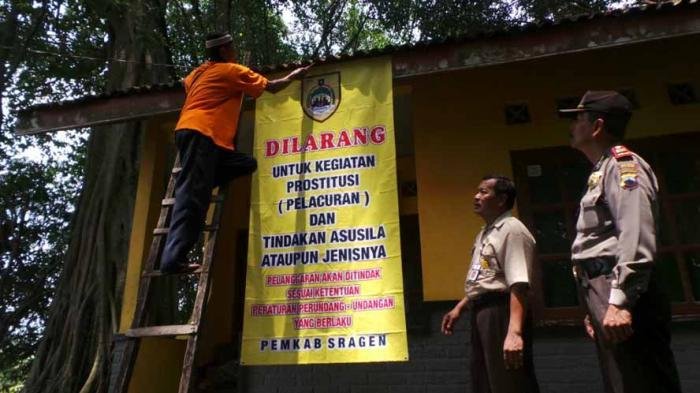 DILARANG
UNTUK KEGIATAN
PROSTITUSI
( PELACURAN )
DAN
TINDAKAN ASUSILA
ATAUPUN JENISNYA
PELANGGARAN AKAN DITINDAK
SESUAI KETENTUAN
PERATURAN PERUNDANG - UNDANGAN
YANG BERLAKU
PEMKAB SRAGEN